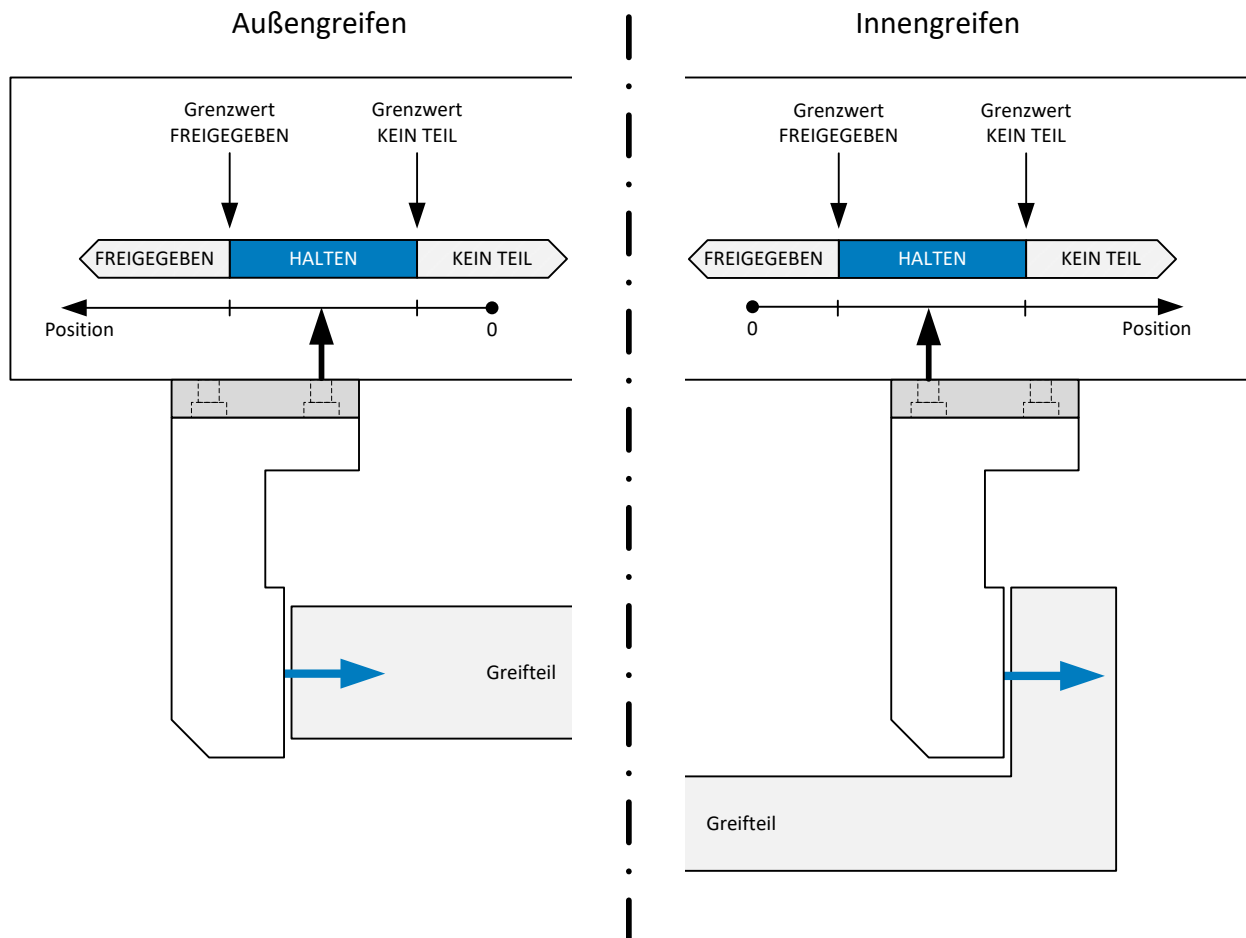 Außengreifen
Grenzwert
FREIGEGEBEN
Grenzwert
KEIN TEIL
FREIGEGEBEN
HALTEN
KEIN TEIL
Position
0
Greifteil
Innengreifen
Grenzwert
FREIGEGEBEN
Grenzwert
KEIN TEIL
FREIGEGEBEN
HALTEN
KEIN TEIL
0
Position
Greifteil